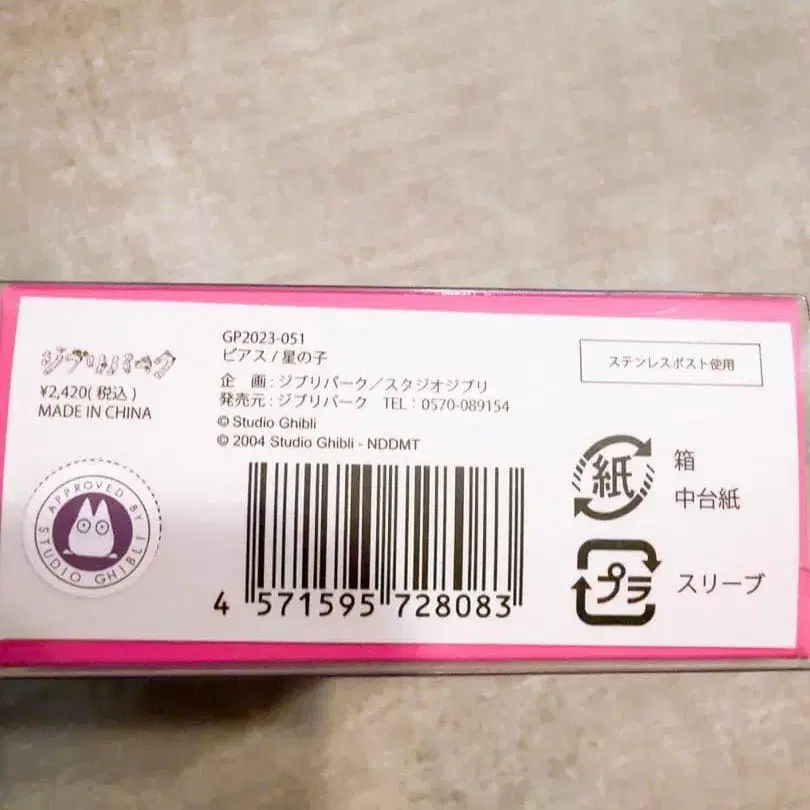 ジブリパーク
¥2,420(税込)
MADE IN CHINA
APPROVED BY
STUDIO GHIBLI
GP2023-051
ピアス / 星の子
企　画 : ジブリパーク／スタジオジブリ
発売元 : ジブリパーク　TEL : 0570-089154
© Studio Ghibli
© 2004 Studio Ghibli - NDDMT
4 571595 728083
ステンレスポスト使用
紙
箱
中台紙
プラ
スリーブ